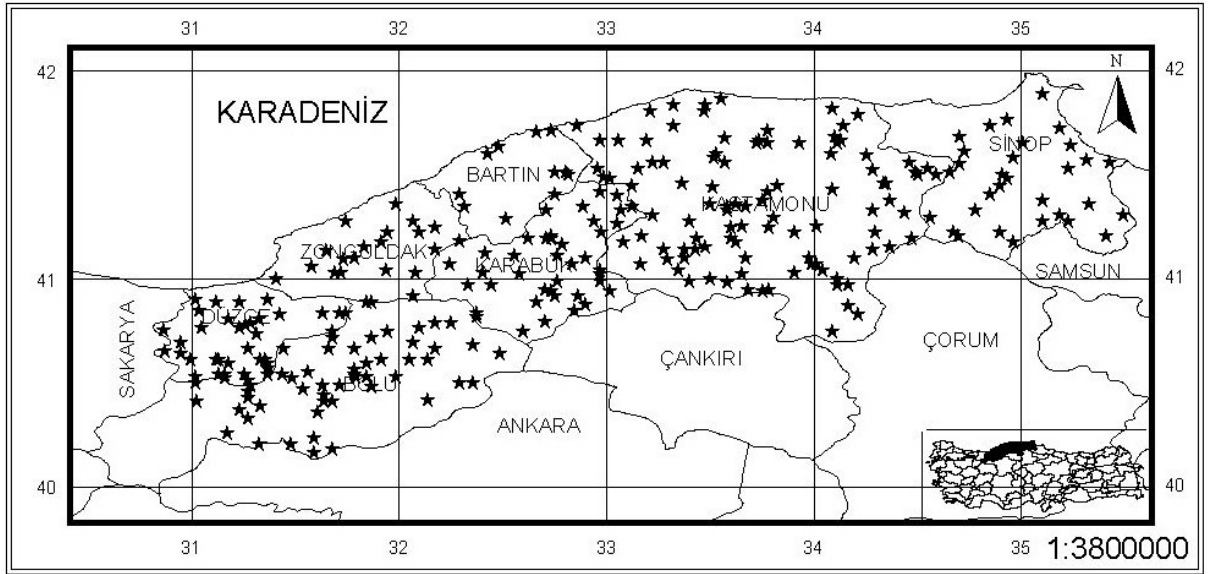 31 32 33 34 35
42 42
N
KARADENİZ
SİNOP
BARTIN
KASTAMONU
ZONGULDAK
KARABÜK
SAMSUN
41 41
DÜZCE
SAKARYA
ÇANKIRI
ÇORUM
BOLU
ANKARA
40 40
31 32 33 34 35
1:3800000